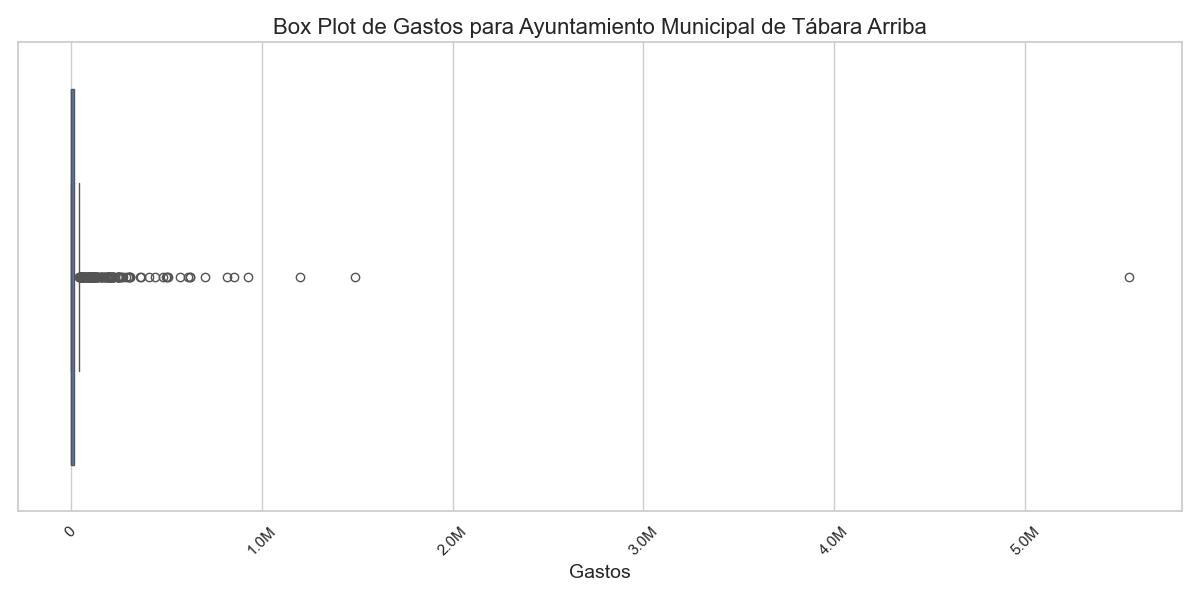 Box Plot de Gastos para Ayuntamiento Municipal de Tábara Arriba
0
1.0M
2.0M
3.0M
4.0M
5.0M
Gastos